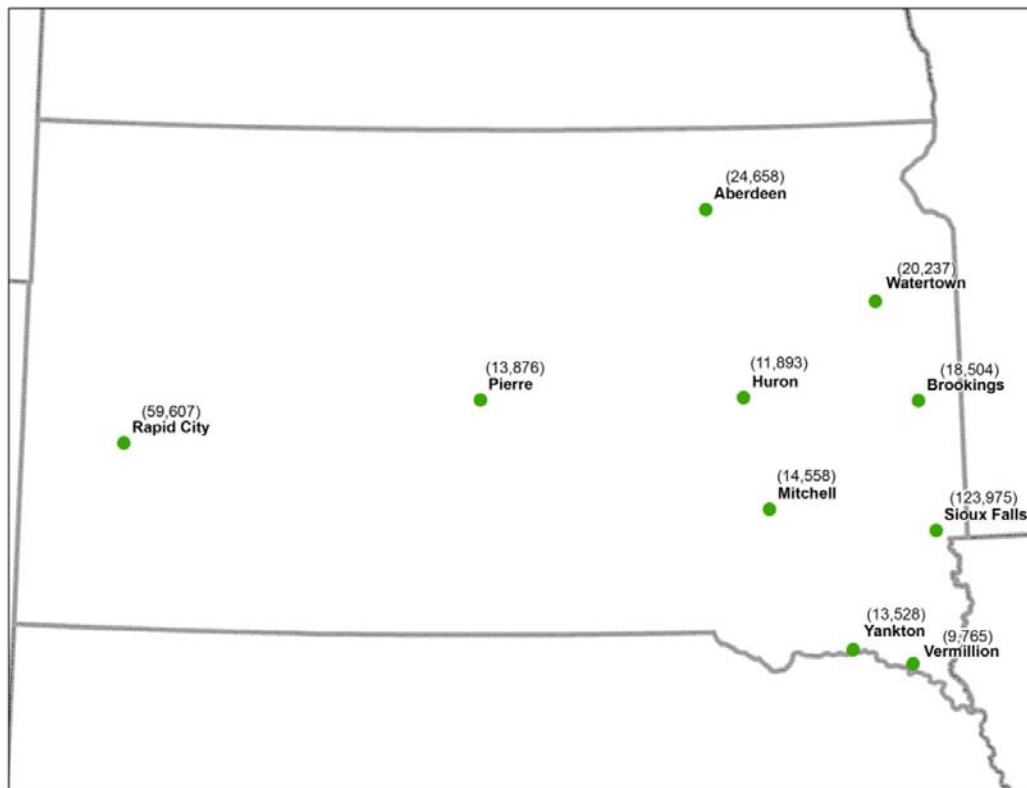 (24,658)
Aberdeen
(20,237)
Watertown
(13,876)
Pierre
(11,893)
Huron
(18,504)
Brookings
(59,607)
Rapid City
(14,558)
Mitchell
(123,975)
Sioux Falls
(13,528)
Yankton
(9,765)
Vermillion